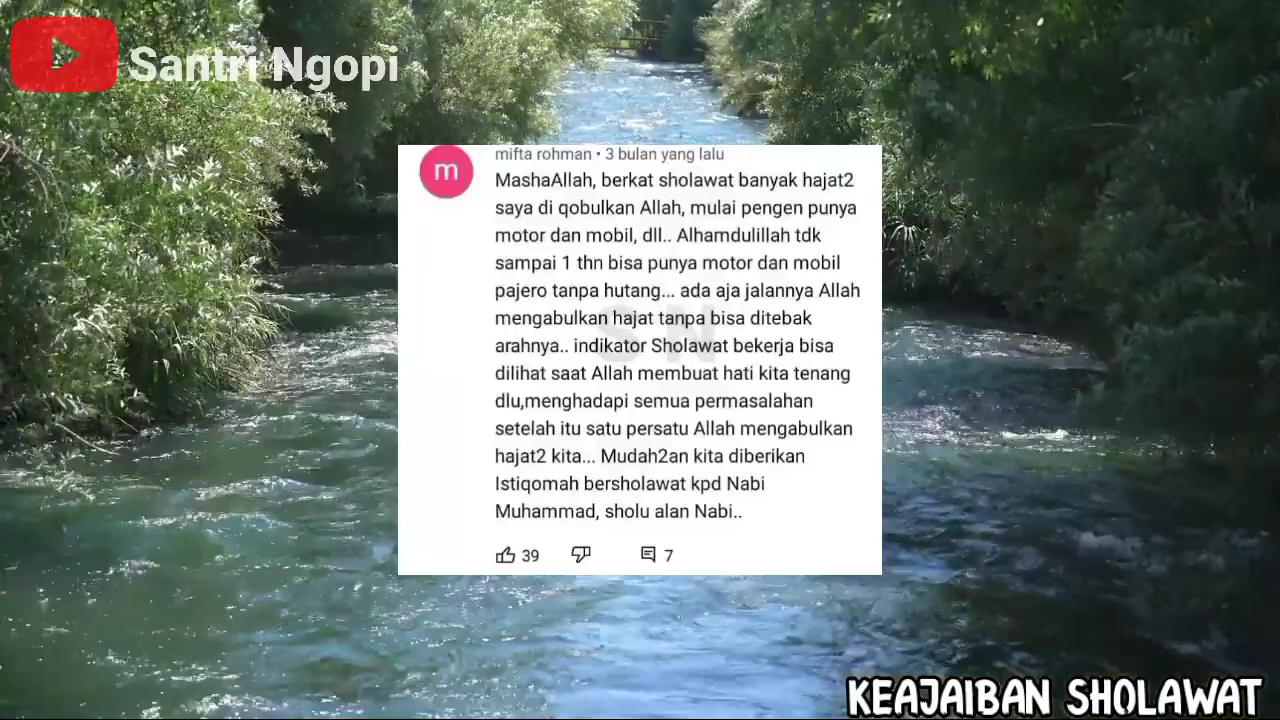 Santri Ngopi
m
mifta rohman • 3 bulan yang lalu
MashaAllah, berkat sholawat banyak hajat2
saya di qobulkan Allah, mulai pengen punya
motor dan mobil, dll.. Alhamdulillah tdk
sampai 1 thn bisa punya motor dan mobil
pajero tanpa hutang... ada aja jalannya Allah
mengabulkan hajat tanpa bisa ditebak
arahnya.. indikator Sholawat bekerja bisa
dilihat saat Allah membuat hati kita tenang
dlu,menghadapi semua permasalahan
setelah itu satu persatu Allah mengabulkan
hajat2 kita... Mudah2an kita diberikan
Istiqomah bersholawat kpd Nabi
Muhammad, sholu alan Nabi..
SN
39 7
KEAJAIBAN SHOLAWAT